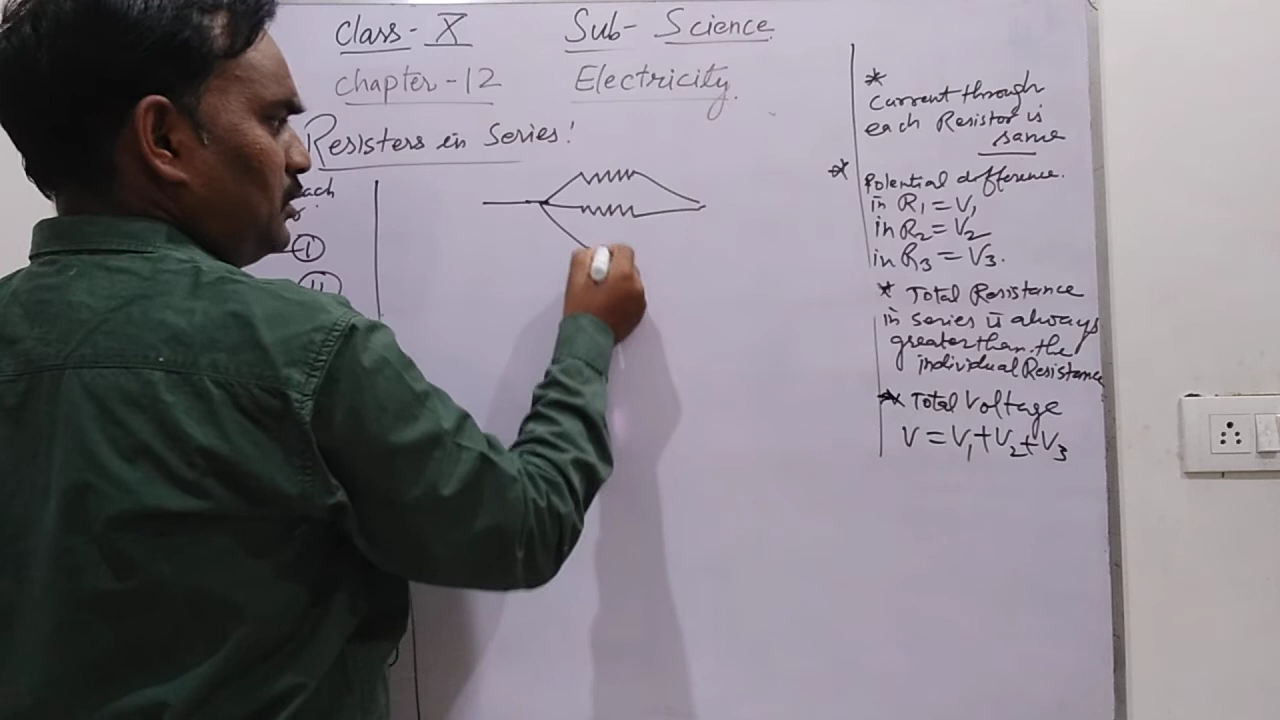 Class - X Sub- Science
Chapter - 12 Electricity
Resisters in Series!
each
I
II
*
Current through
each Resistor is
same
* Potential difference.
in R1 = V1
in R2 = V2
in R3 = V3.
* Total Resistance
in series is always
greater than the
individual Resistance
* Total Voltage
V = V1 + V2 + V3